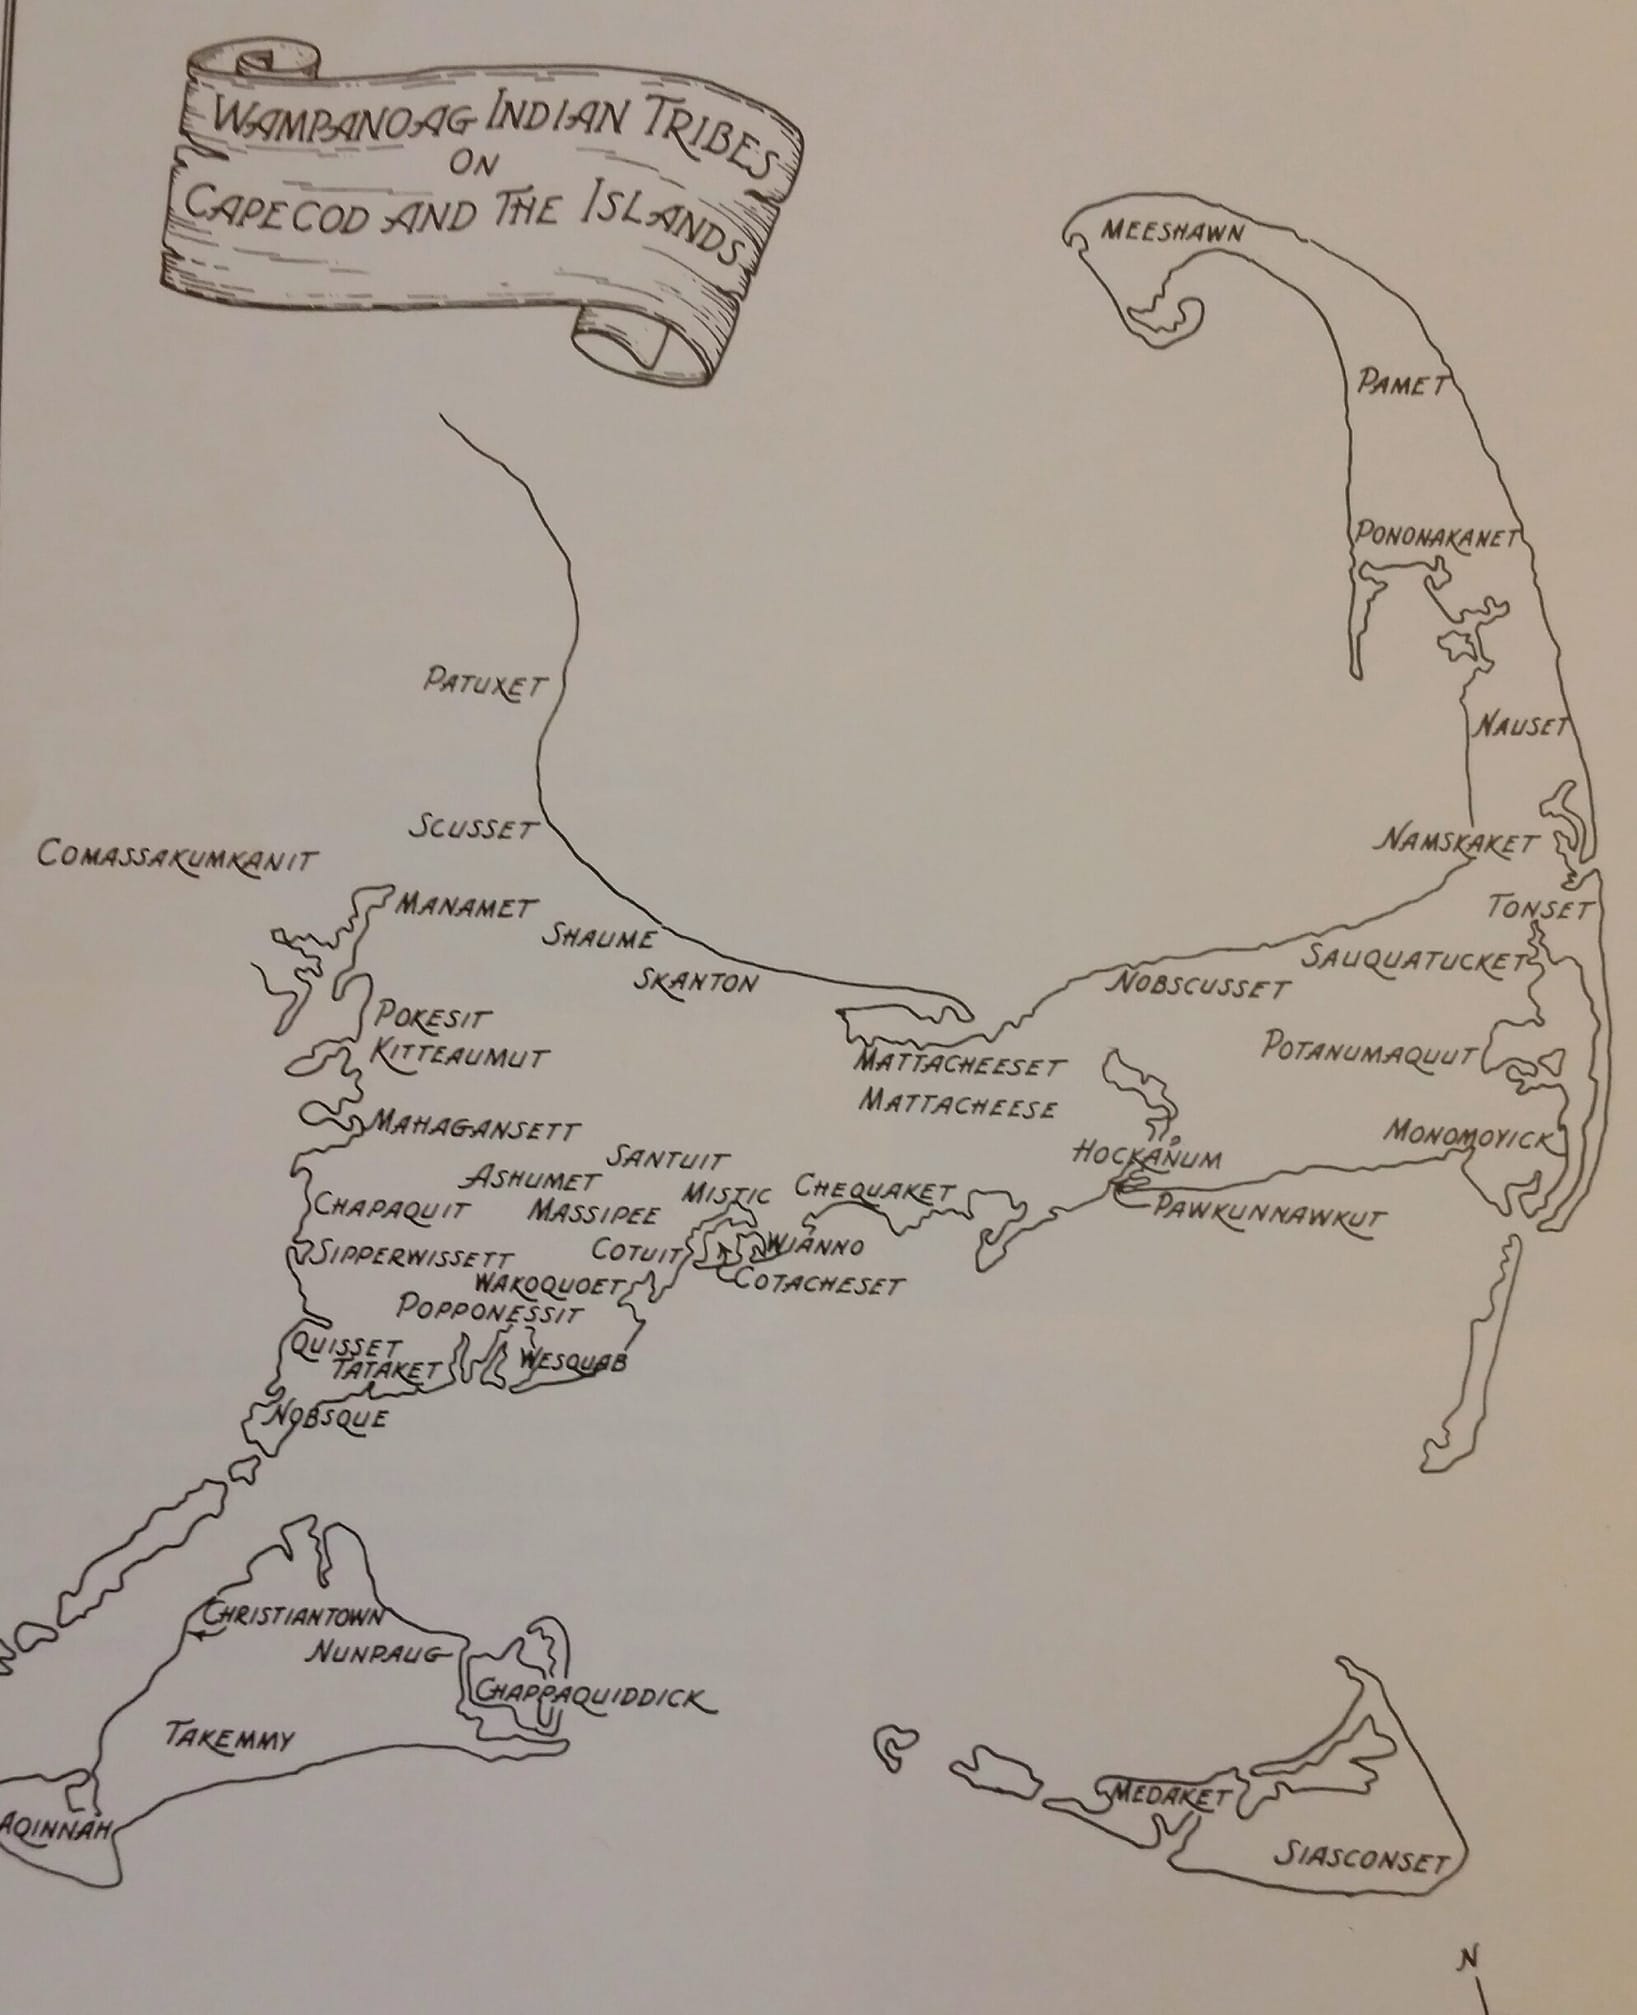 WAMPANOAG INDIAN TRIBES
ON
CAPE COD AND THE ISLANDS
MEESHAWN
PAMET
PONONAKANET
PATUXET
NAUSET
SCUSSET
NAMSKAKET
COMASSAKUMKANIT
MANAMET
TONSET
SHAUME
SAUQUATUCKET
SKANTON
NOBSCUSSET
POKESIT
KITTEAUMUT
POTANUMAQUUT
MATTACHEESET
MATTACHEESE
MAHAGANSETT
MONOMOYICK
SANTUIT
HOCKANUM
ASHUMET
MISTIC
CHEQUAKET
CHAPAQUIT
MASSIPEE
PAWKUNNAWKUT
SIPPERWISSETT
COTUIT
WIANNO
WAKOQUOET
COTACHESET
POPPONESSIT
QUISSET
TATAKET
WESQUAB
NOBSQUE
CHRISTIANTOWN
NUNPAUG
CHAPPAQUIDDICK
TAKEMMY
MEDAKET
AQINNAH
SIASCONSET
N